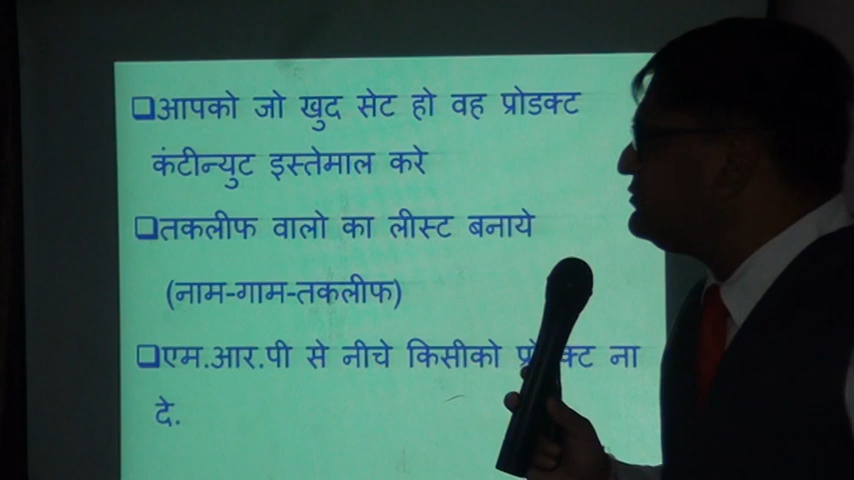 ❑आपको जो खुद सेट हो वह प्रोडक्ट
कंटीन्युट इस्तेमाल करे
❑तकलीफ वालो का लीस्ट बनाये
(नाम-गाम-तकलीफ)
❑एम.आर.पी से नीचे किसीको ना
दे.